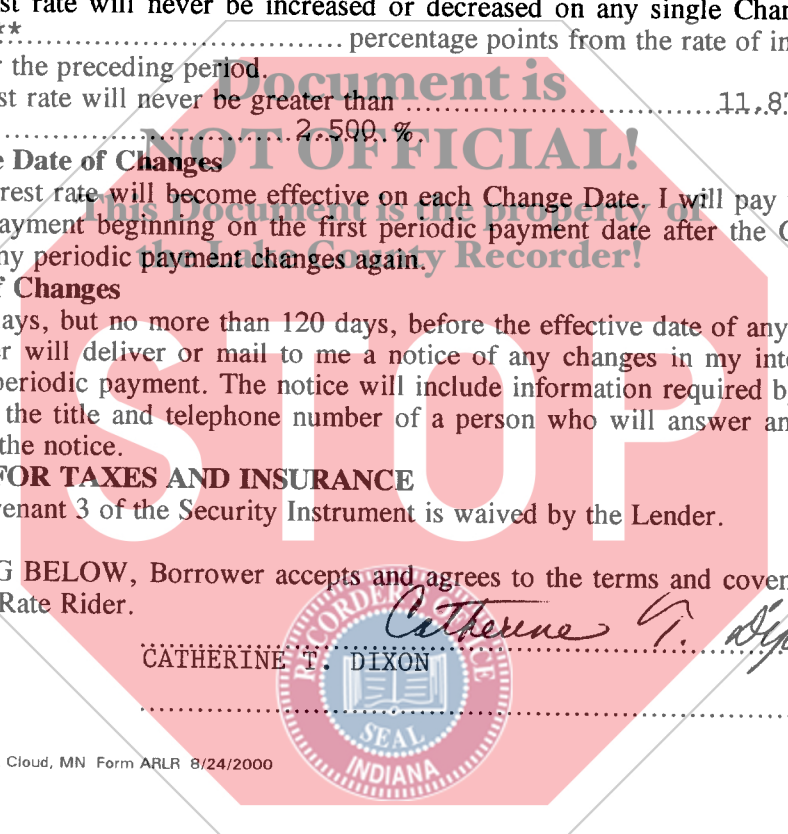 st rate will never be increased or decreased on any single Chan
**.................................. percentage points from the rate of in
r the preceding period.
st rate will never be greater than ..................................11.87
..............................2.500.%.
e Date of Changes
rest rate will become effective on each Change Date. I will pay
ayment beginning on the first periodic payment date after the C
ny periodic payment changes again.
f Changes
ays, but no more than 120 days, before the effective date of any
r will deliver or mail to me a notice of any changes in my inte
periodic payment. The notice will include information required b
the title and telephone number of a person who will answer an
the notice.
FOR TAXES AND INSURANCE
venant 3 of the Security Instrument is waived by the Lender.
G BELOW, Borrower accepts and agrees to the terms and coven
Rate Rider.
Catherine T. Dix
CATHERINE T. DIXON
Cloud, MN Form ARLR 8/24/2000
Document is
NOT OFFICIAL!
This Document is the property of
the Lake County Recorder!
STOP
RECORDER'S OFFICE
SEAL
INDIANA